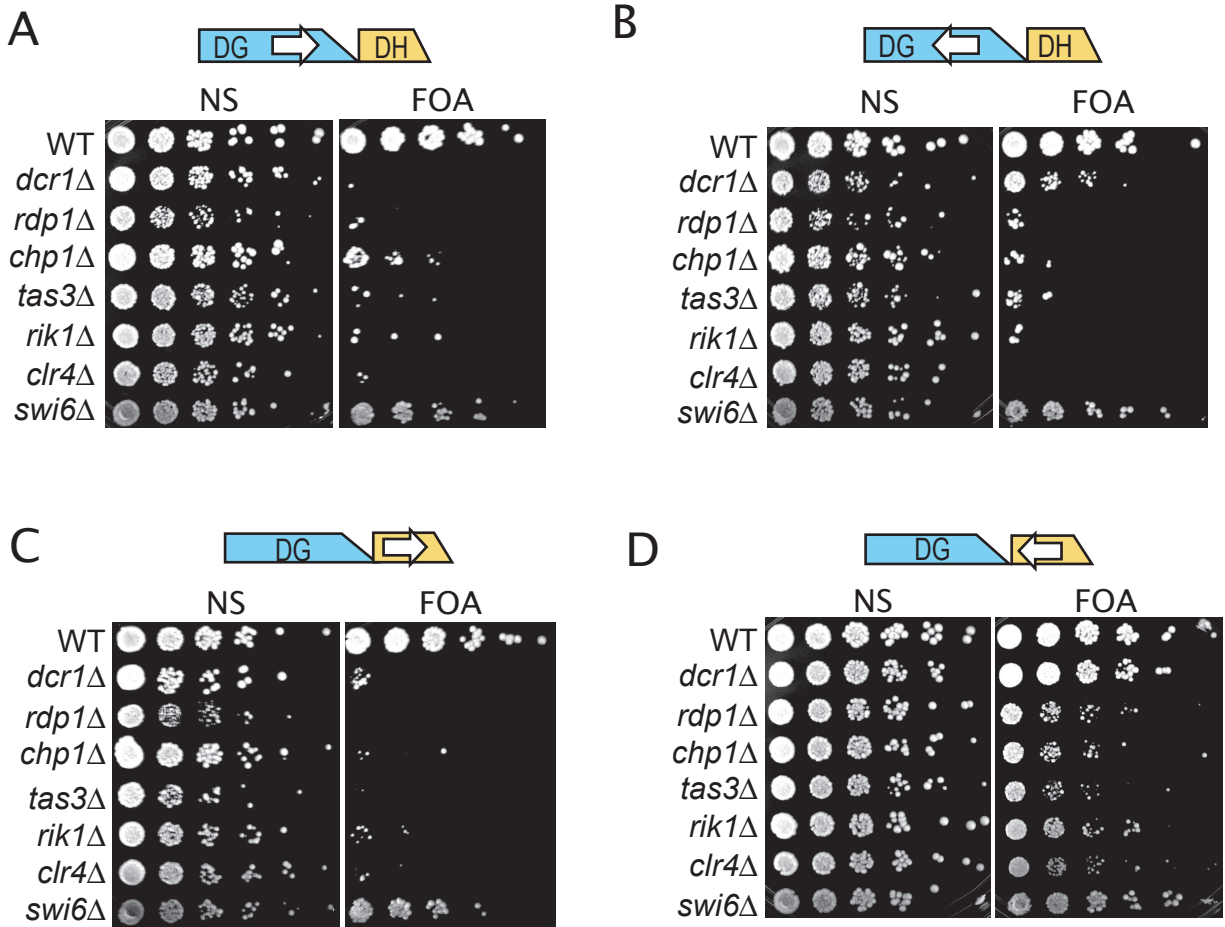 A
DG DH
NS FOA
WT
dcr1Δ
rdp1Δ
chp1Δ
tas3Δ
rik1Δ
clr4Δ
swi6Δ
B
DG DH
NS FOA
WT
dcr1Δ
rdp1Δ
chp1Δ
tas3Δ
rik1Δ
clr4Δ
swi6Δ
C
DG
NS FOA
WT
dcr1Δ
rdp1Δ
chp1Δ
tas3Δ
rik1Δ
clr4Δ
swi6Δ
D
DG
NS FOA
WT
dcr1Δ
rdp1Δ
chp1Δ
tas3Δ
rik1Δ
clr4Δ
swi6Δ